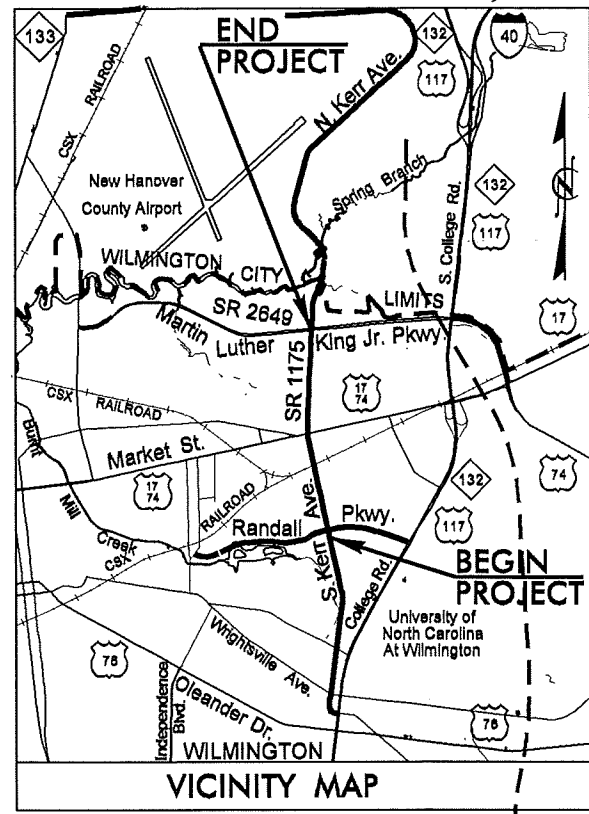 133
END
PROJECT
132
117
40
CSX RAILROAD
N. Kerr Ave.
New Hanover
County Airport
Spring Branch
132
117
S. College Rd.
WILMINGTON CITY LIMITS
SR 2649
Martin Luther King Jr. Pkwy.
17
SR 1175
17
74
CSX RAILROAD
Market St.
17
74
74
132
117
Burnt Mill Creek
RAILROAD
CSX
Randall Pkwy.
S. Kerr Ave.
BEGIN
PROJECT
College Rd.
University of
North Carolina
At Wilmington
76
Wrightsville Ave.
Independence
Blvd.
Oleander Dr.
76
WILMINGTON
VICINITY MAP